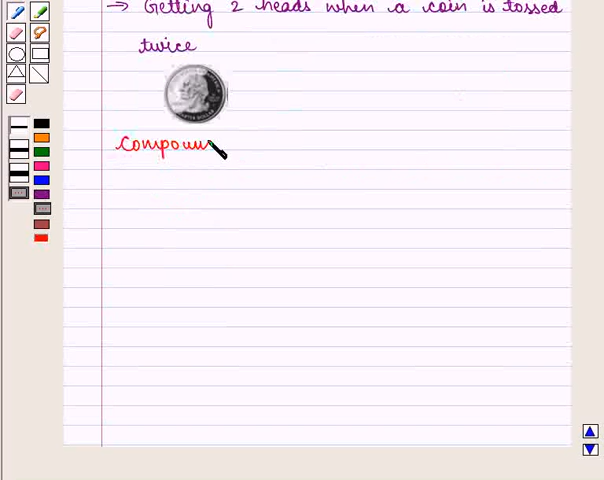 → Getting 2 heads when a coin is tossed
twice
Compoun